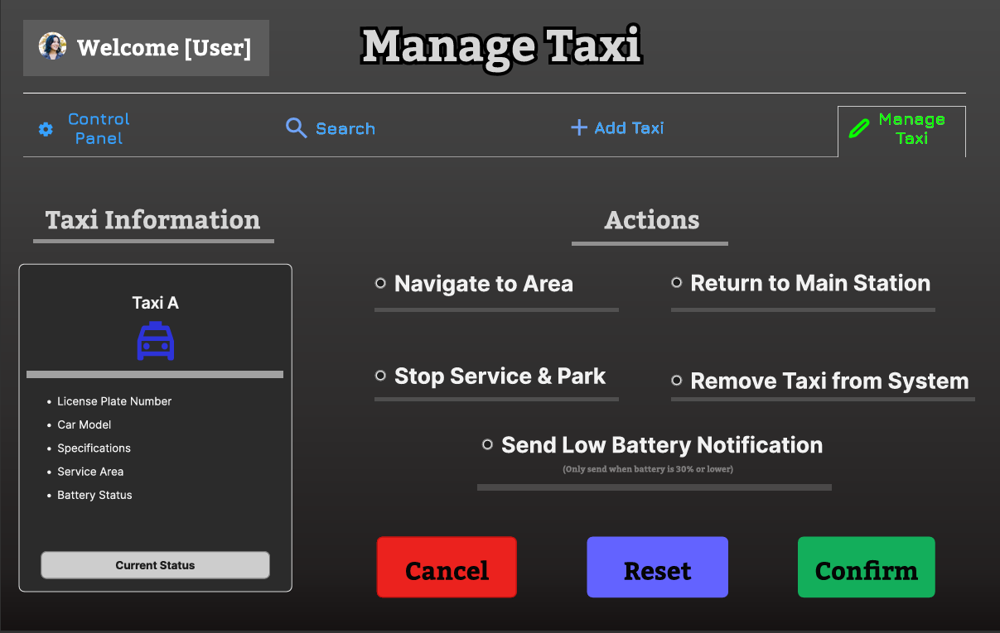 Welcome [User]
Manage Taxi
Control
Panel
Search
Add Taxi
Manage
Taxi
Taxi Information
Actions
Taxi A
• License Plate Number
• Car Model
• Specifications
• Service Area
• Battery Status
Current Status
Navigate to Area
Return to Main Station
Stop Service & Park
Remove Taxi from System
Send Low Battery Notification
(Only send when battery is 30% or lower)
Cancel
Reset
Confirm